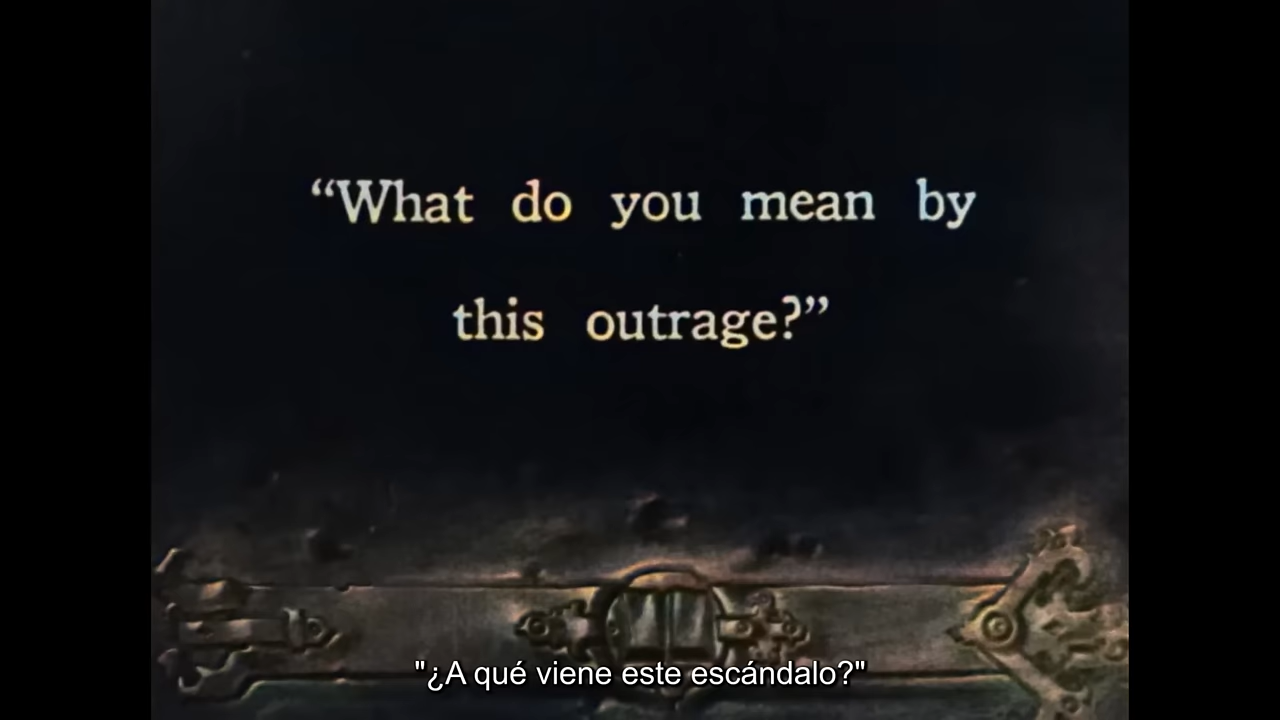 “What do you mean by
this outrage?”
"¿A qué viene este escándalo?"